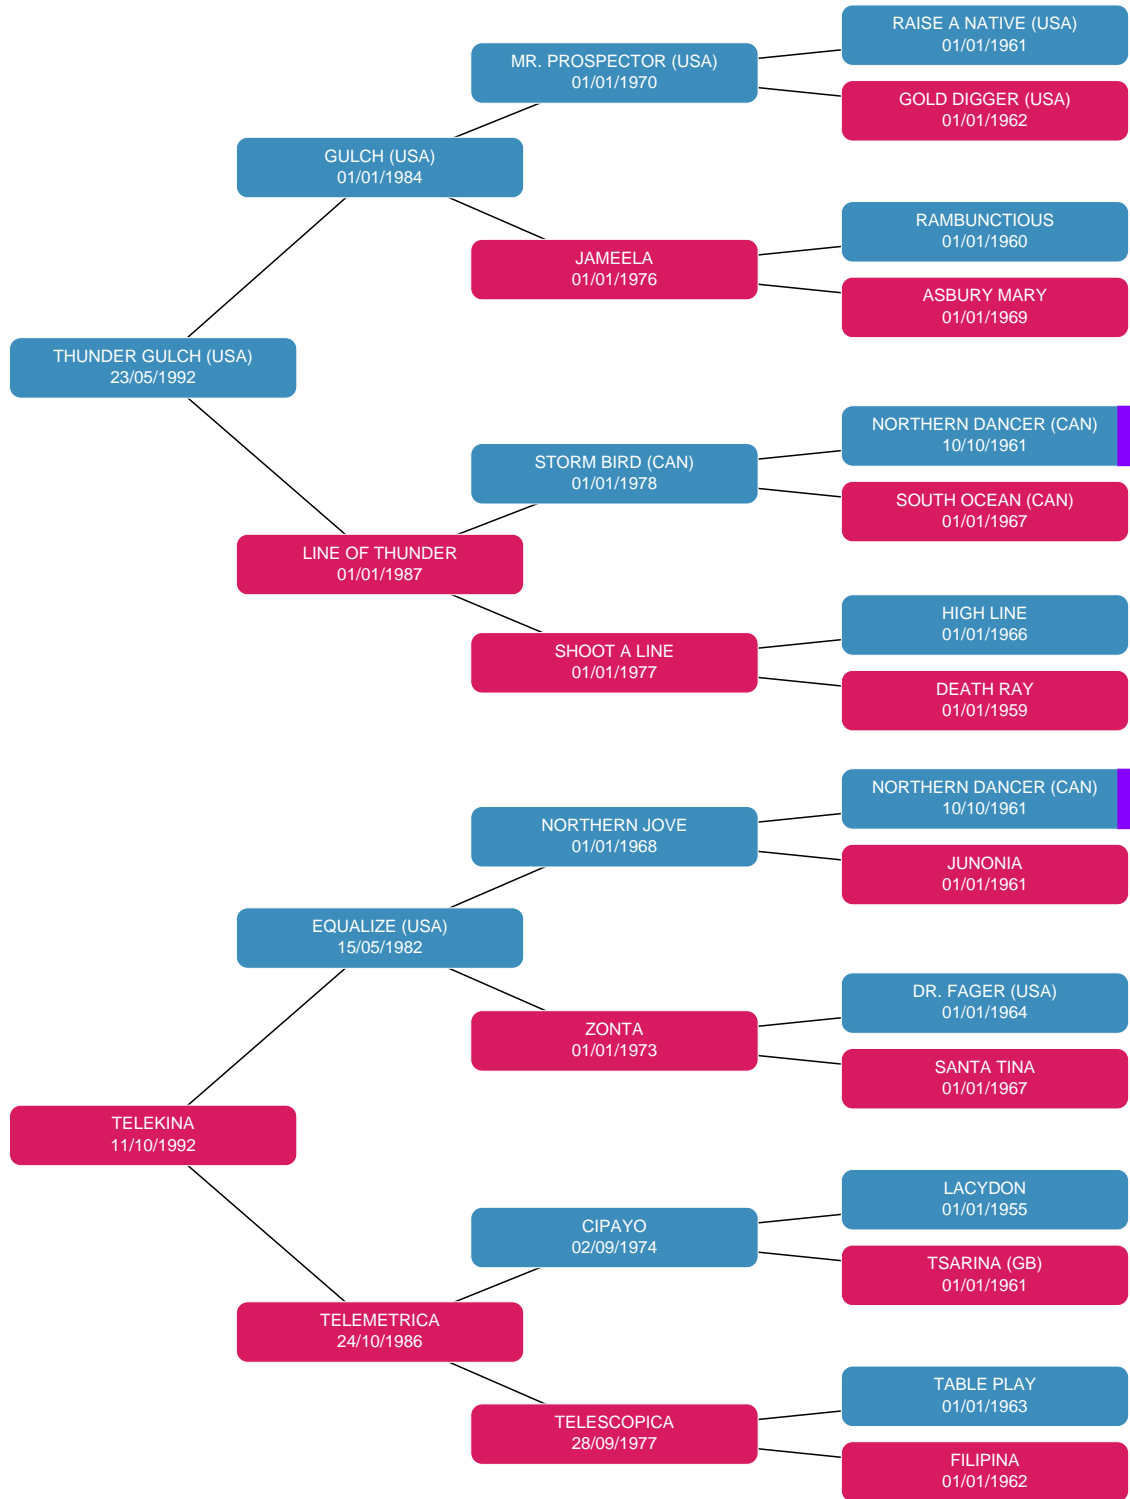 RAISE A NATIVE (USA)
01/01/1961
MR. PROSPECTOR (USA)
01/01/1970
GOLD DIGGER (USA)
01/01/1962
GULCH (USA)
01/01/1984
RAMBUNCTIOUS
01/01/1960
JAMEELA
01/01/1976
ASBURY MARY
01/01/1969
THUNDER GULCH (USA)
23/05/1992
NORTHERN DANCER (CAN)
10/10/1961
STORM BIRD (CAN)
01/01/1978
SOUTH OCEAN (CAN)
01/01/1967
LINE OF THUNDER
01/01/1987
HIGH LINE
01/01/1966
SHOOT A LINE
01/01/1977
DEATH RAY
01/01/1959
NORTHERN DANCER (CAN)
10/10/1961
NORTHERN JOVE
01/01/1968
JUNONIA
01/01/1961
EQUALIZE (USA)
15/05/1982
DR. FAGER (USA)
01/01/1964
ZONTA
01/01/1973
SANTA TINA
01/01/1967
TELEKINA
11/10/1992
LACYDON
01/01/1955
CIPAYO
02/09/1974
TSARINA (GB)
01/01/1961
TELEMETRICA
24/10/1986
TABLE PLAY
01/01/1963
TELESCOPICA
28/09/1977
FILIPINA
01/01/1962